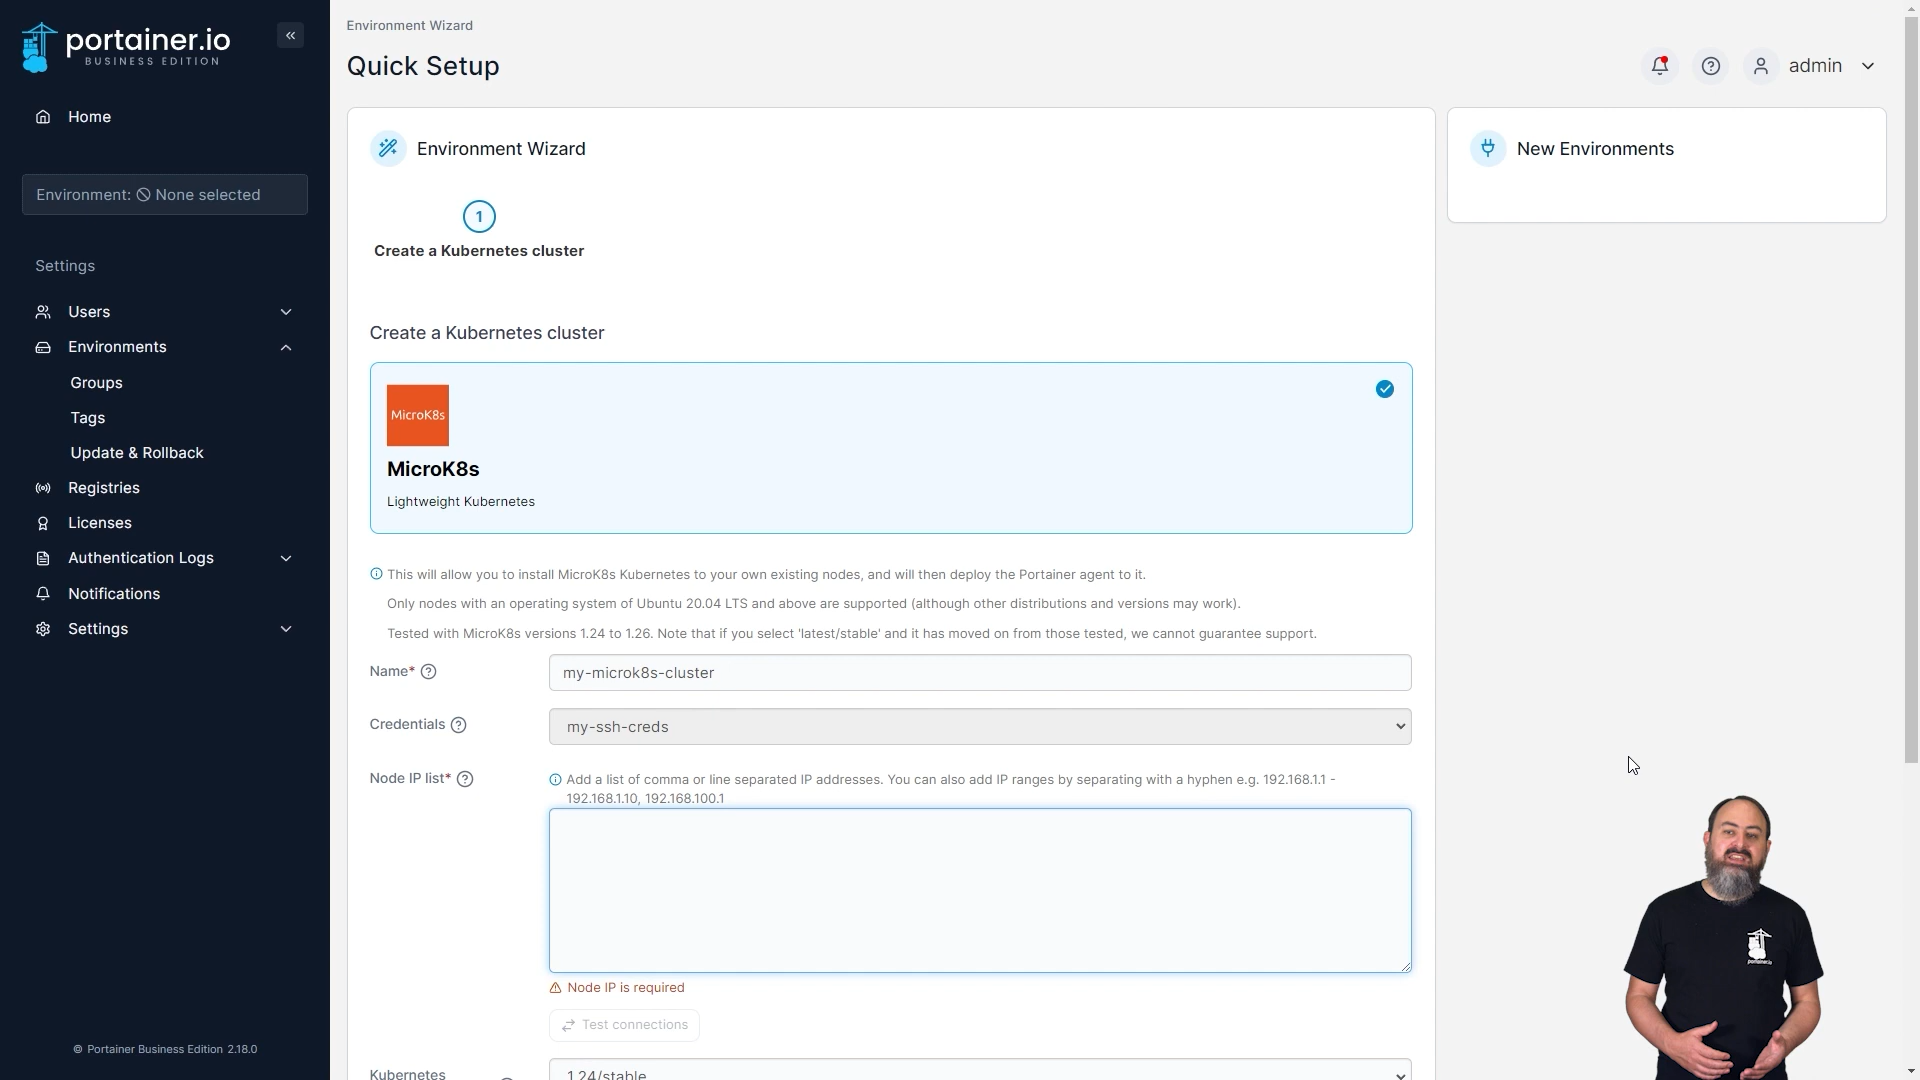 portainer.io
BUSINESS EDITION
Home
Environment: None selected
Settings
Users
Environments
Groups
Tags
Update & Rollback
Registries
Licenses
Authentication Logs
Notifications
Settings
© Portainer Business Edition 2.18.0
Environment Wizard
Quick Setup
admin
Environment Wizard
1
Create a Kubernetes cluster
Create a Kubernetes cluster
MicroK8s
MicroK8s
Lightweight Kubernetes
This will allow you to install MicroK8s Kubernetes to your own existing nodes, and will then deploy the Portainer agent to it.
Only nodes with an operating system of Ubuntu 20.04 LTS and above are supported (although other distributions and versions may work).
Tested with MicroK8s versions 1.24 to 1.26. Note that if you select 'latest/stable' and it has moved on from those tested, we cannot guarantee support.
Name*
my-microk8s-cluster
Credentials
my-ssh-creds
Node IP list*
Add a list of comma or line separated IP addresses. You can also add IP ranges by separating with a hyphen e.g. 192.168.1.1 -
192.168.1.10, 192.168.100.1
Node IP is required
Test connections
Kubernetes
1.24/stable
New Environments
portainer.io